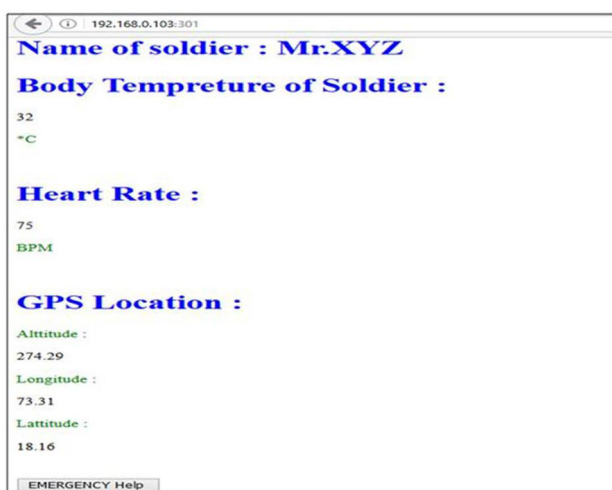 192.168.0.103:301
Name of soldier : Mr.XYZ
Body Tempreture of Soldier :
32
*C
Heart Rate :
75
BPM
GPS Location :
Alttitude :
274.29
Longitude :
73.31
Lattitude :
18.16
EMERGENCY Help